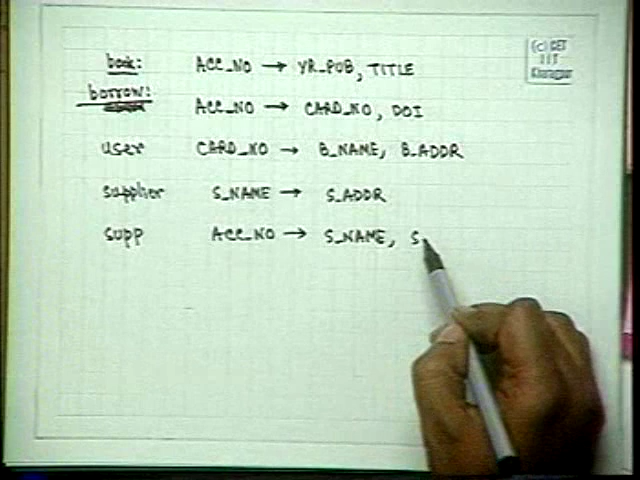 book: ACC_NO → YR_PUB, TITLE
borrow: ACC_NO → CARD_NO, DOI
user CARD_NO → B_NAME, B_ADDR
supplier S_NAME → S_ADDR
supp ACC_NO → S_NAME, S
(c) CET
I I T
Kharagpur